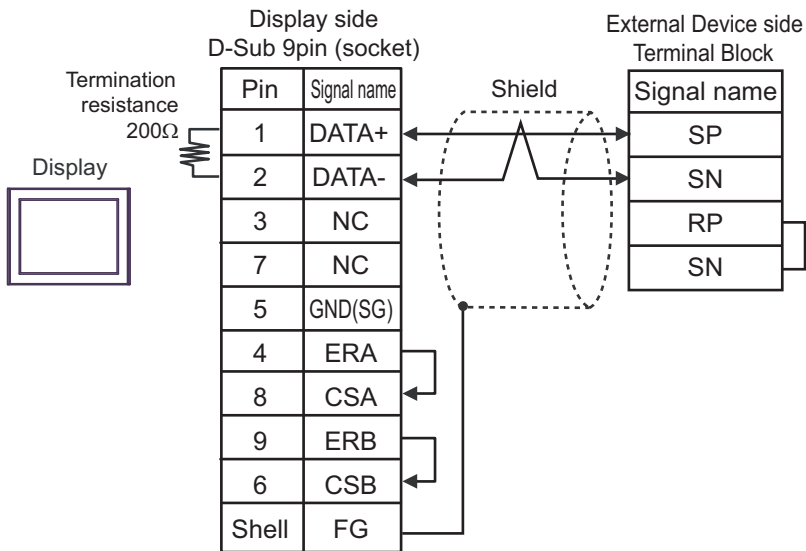 Display side
D-Sub 9pin (socket)
External Device side
Terminal Block
Termination
resistance
200Ω
Display
Shield
Pin Signal name
1 DATA+
2 DATA-
3 NC
7 NC
5 GND(SG)
4 ERA
8 CSA
9 ERB
6 CSB
Shell FG
Signal name
SP
SN
RP
SN